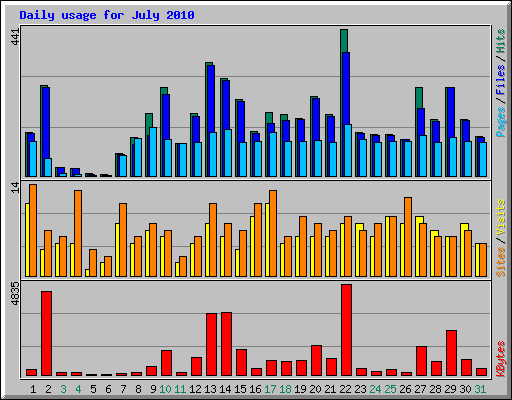 Daily usage for July 2010
441
Pages / Files / Hits
14
Sites / Visits
4835
KBytes
1 2 3 4 5 6 7 8 9 10 11 12 13 14 15 16 17 18 19 20 21 22 23 24 25 26 27 28 29 30 31